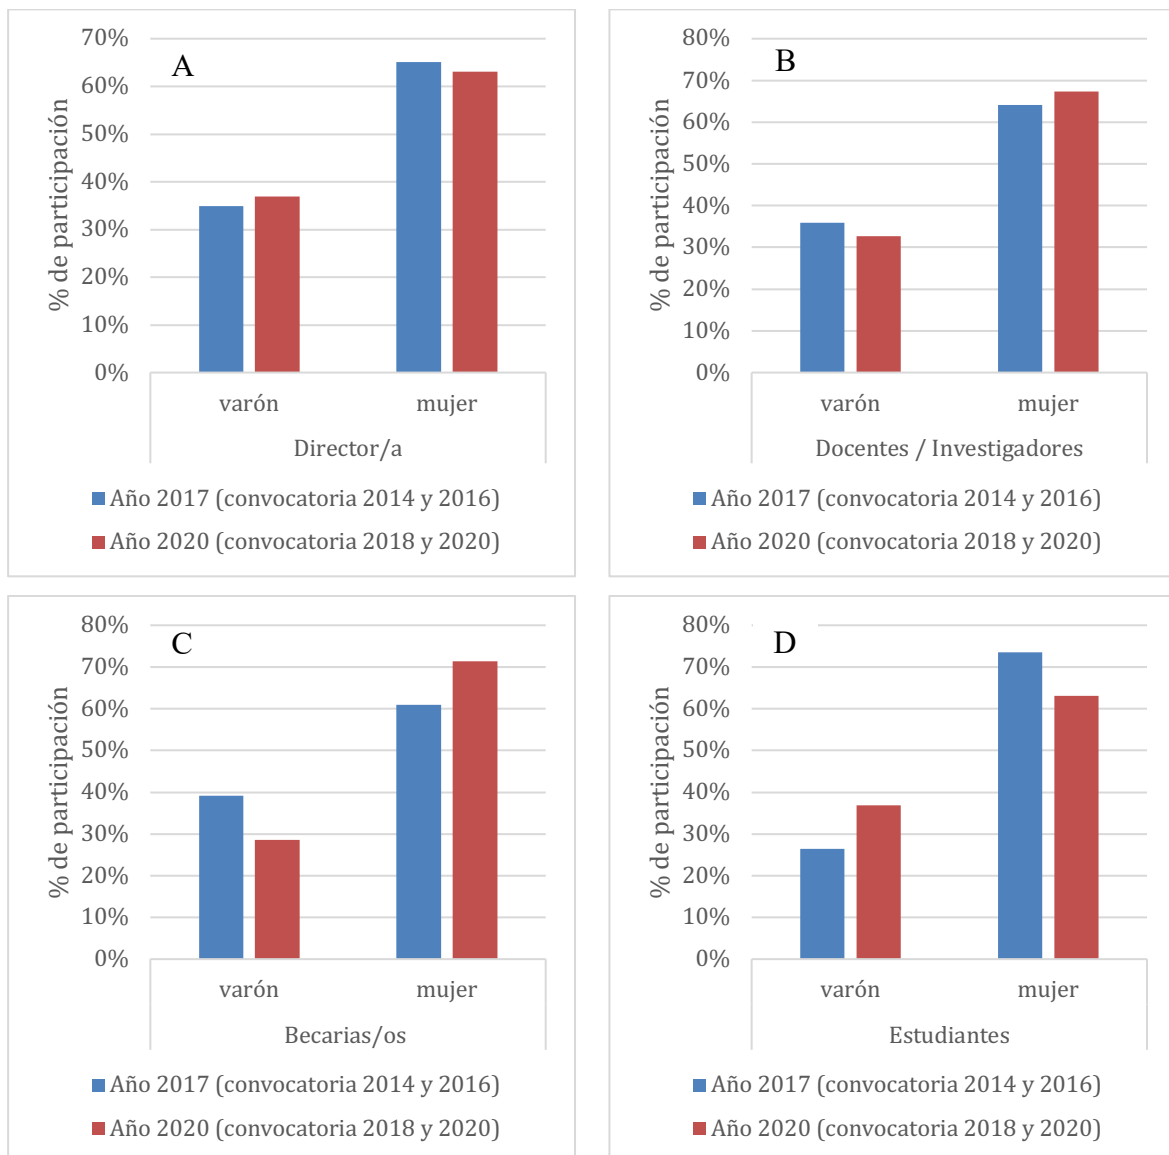 A
% de participación
70%
60%
50%
40%
30%
20%
10%
0%
varón mujer
Director/a
Año 2017 (convocatoria 2014 y 2016)
Año 2020 (convocatoria 2018 y 2020)
B
% de participación
80%
70%
60%
50%
40%
30%
20%
10%
0%
varón mujer
Docentes / Investigadores
Año 2017 (convocatoria 2014 y 2016)
Año 2020 (convocatoria 2018 y 2020)
C
% de participación
80%
70%
60%
50%
40%
30%
20%
10%
0%
varón mujer
Becarias/os
Año 2017 (convocatoria 2014 y 2016)
Año 2020 (convocatoria 2018 y 2020)
D
% de participación
80%
70%
60%
50%
40%
30%
20%
10%
0%
varón mujer
Estudiantes
Año 2017 (convocatoria 2014 y 2016)
Año 2020 (convocatoria 2018 y 2020)